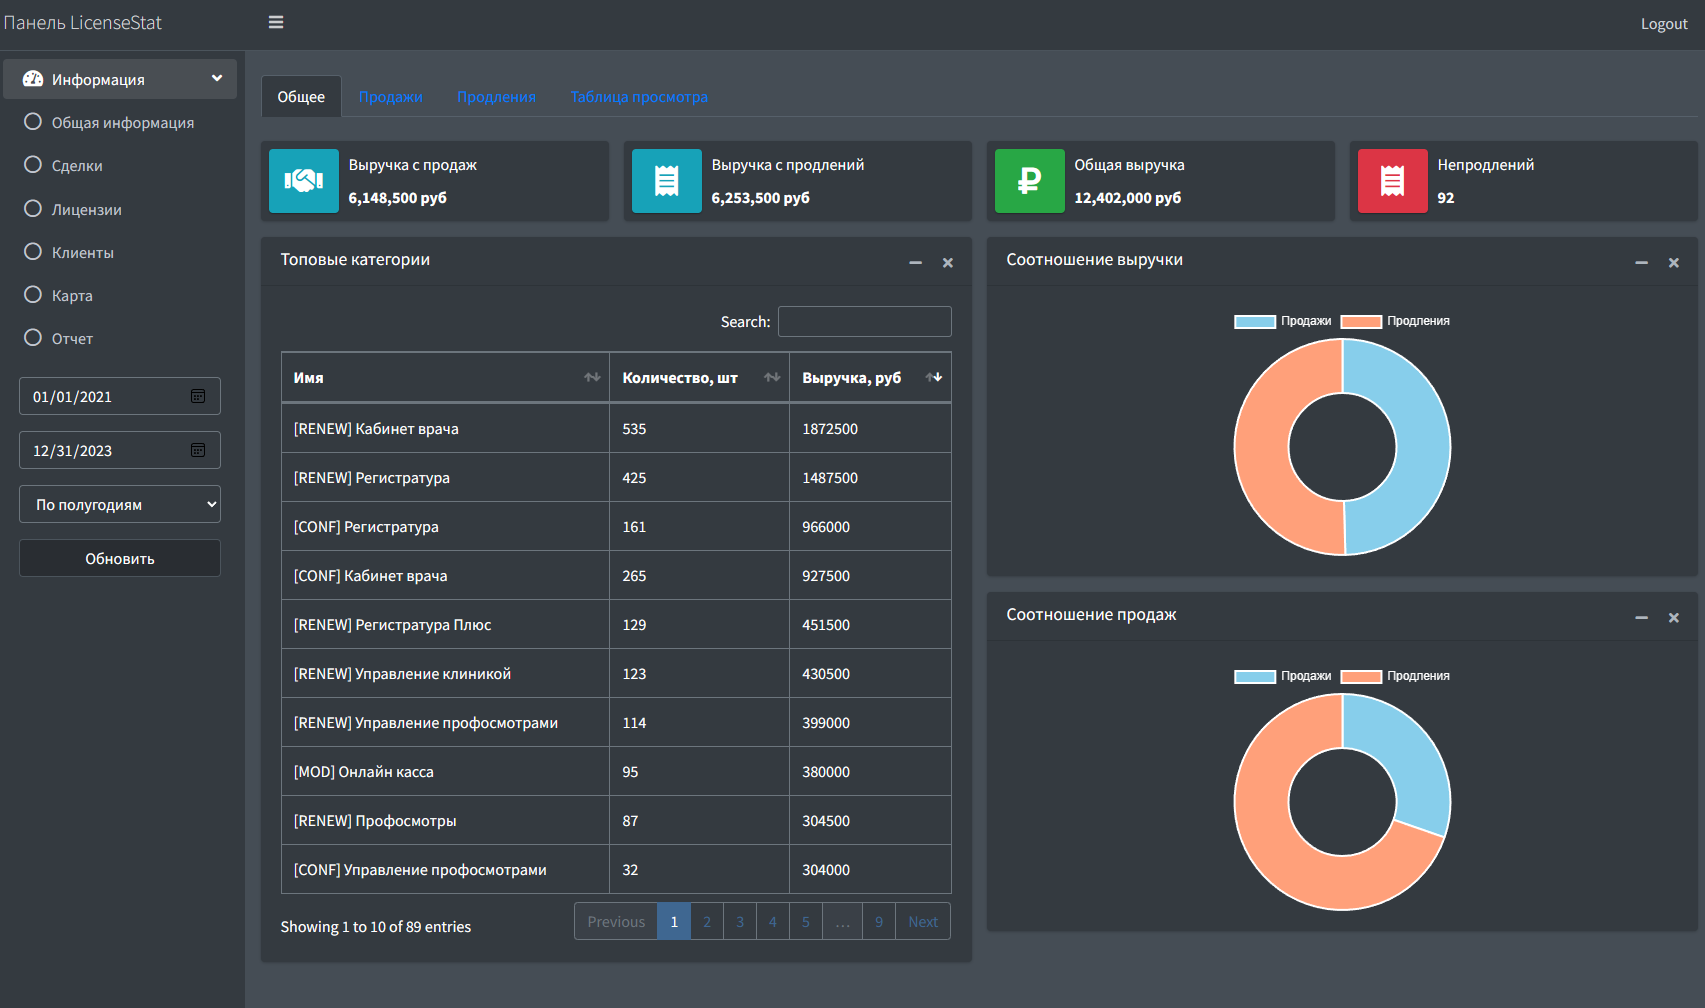 Панель LicenseStat
Logout
Информация
Общая информация
Сделки
Лицензии
Клиенты
Карта
Отчет
01/01/2021
12/31/2023
По полугодиям
Обновить
Общее Продажи Продления Таблица просмотра
Выручка с продаж
6,148,500 руб
Выручка с продлений
6,253,500 руб
Общая выручка
12,402,000 руб
Непродлений
92
Топовые категории
Search:
Имя Количество, шт Выручка, руб
[RENEW] Кабинет врача 535 1872500
[RENEW] Регистратура 425 1487500
[CONF] Регистратура 161 966000
[CONF] Кабинет врача 265 927500
[RENEW] Регистратура Плюс 129 451500
[RENEW] Управление клиникой 123 430500
[RENEW] Управление профосмотрами 114 399000
[MOD] Онлайн касса 95 380000
[RENEW] Профосмотры 87 304500
[CONF] Управление профосмотрами 32 304000
Showing 1 to 10 of 89 entries
Previous 1 2 3 4 5 … 9 Next
Соотношение выручки
Продажи Продления
Соотношение продаж
Продажи Продления